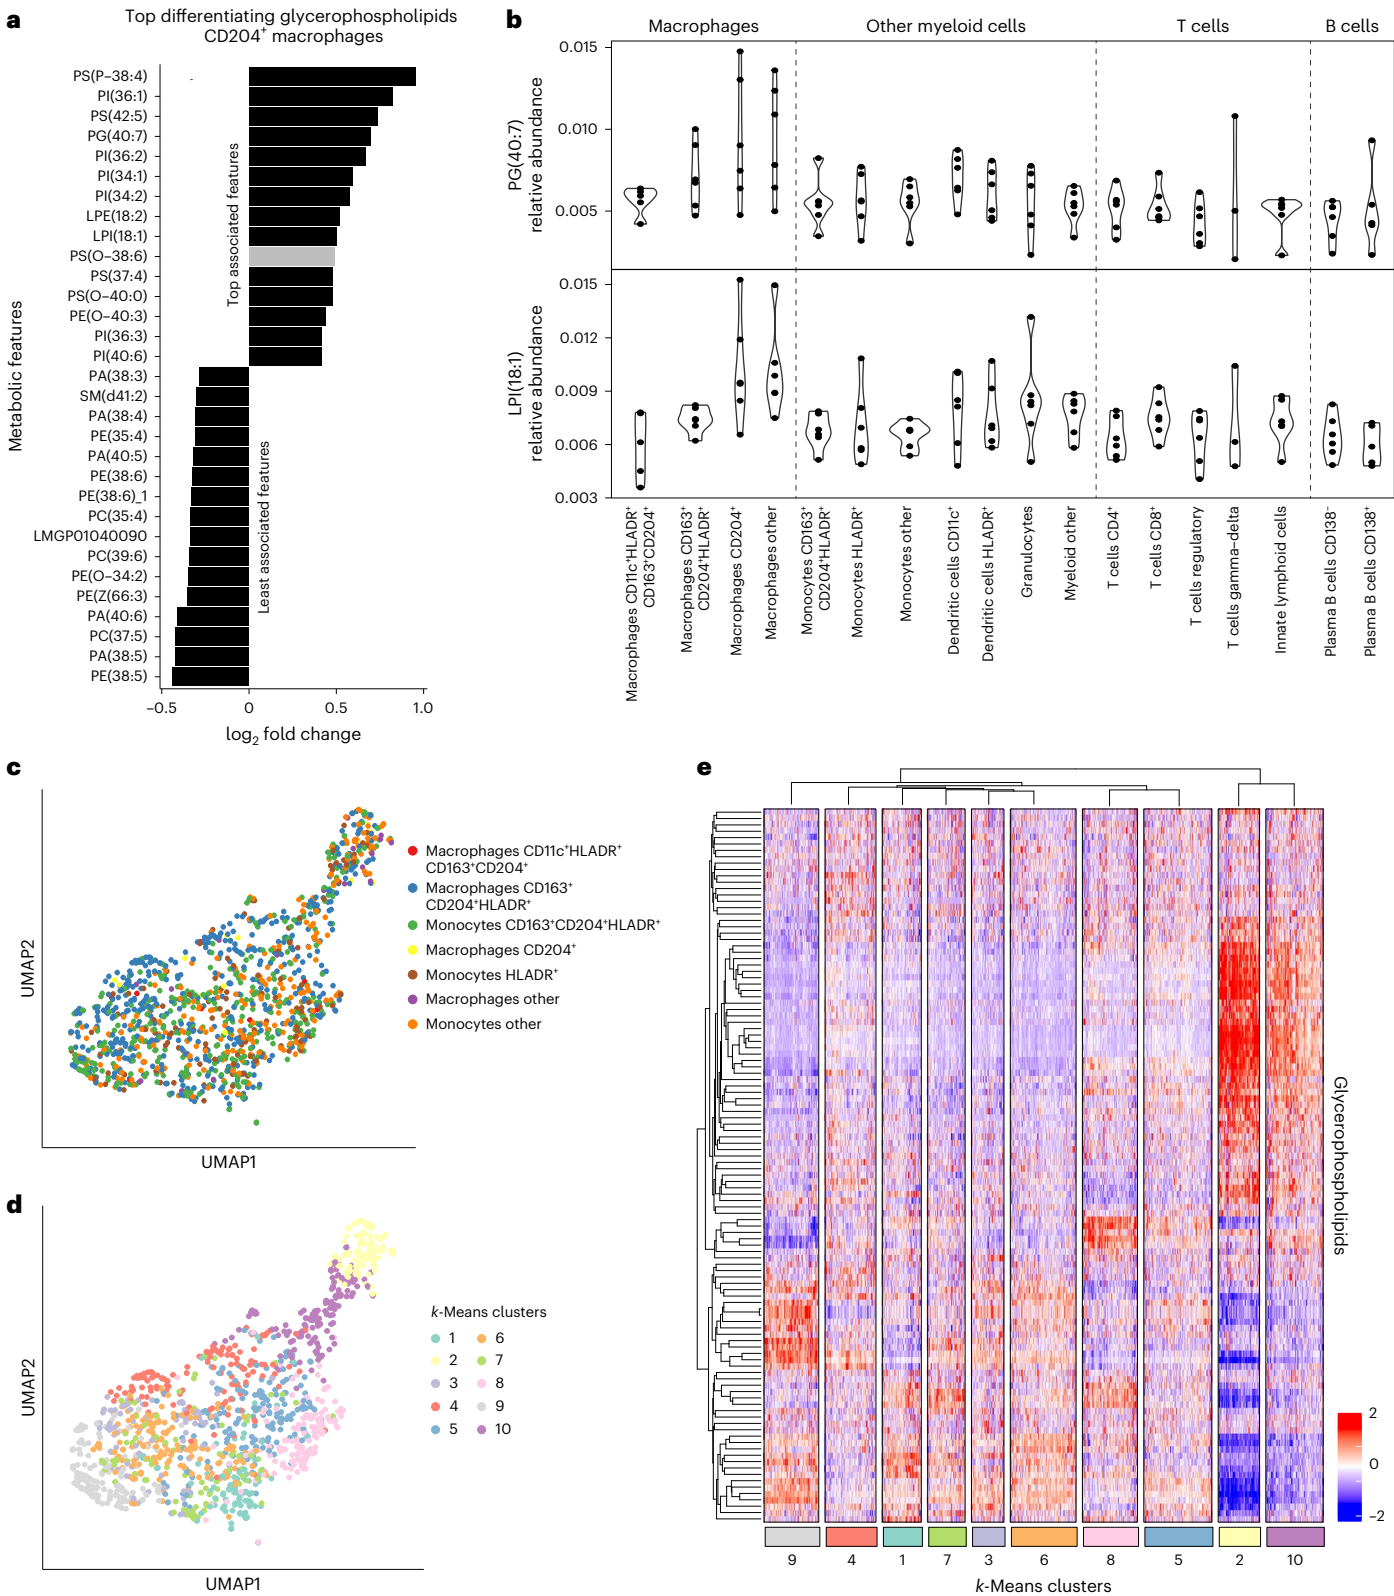 a
Top differentiating glycerophospholipids
CD204⁺ macrophages
Metabolic features
PS(P–38:4)
PI(36:1)
PS(42:5)
PG(40:7)
PI(36:2)
PI(34:1)
PI(34:2)
LPE(18:2)
LPI(18:1)
PS(O–38:6)
PS(37:4)
PS(O–40:0)
PE(O–40:3)
PI(36:3)
PI(40:6)
PA(38:3)
SM(d41:2)
PA(38:4)
PE(35:4)
PA(40:5)
PE(38:6)
PE(38:6)_1
PC(35:4)
LMGP01040090
PC(39:6)
PE(O–34:2)
PE(Z(66:3)
PA(40:6)
PC(37:5)
PA(38:5)
PE(38:5)
Top associated features
Least associated features
–0.5 0 0.5 1.0
log₂ fold change
b
Macrophages Other myeloid cells T cells B cells
PG(40:7)
relative abundance
0.015
0.010
0.005
LPI(18:1)
relative abundance
0.015
0.012
0.009
0.006
0.003
Macrophages CD11c⁺HLADR⁺
CD163⁺CD204⁺
Macrophages CD163⁺
CD204⁺HLADR⁺
Macrophages CD204⁺
Macrophages other
Monocytes CD163⁺
CD204⁺HLADR⁺
Monocytes HLADR⁺
Monocytes other
Dendritic cells CD11c⁺
Dendritic cells HLADR⁺
Granulocytes
Myeloid other
T cells CD4⁺
T cells CD8⁺
T cells regulatory
T cells gamma–delta
Innate lymphoid cells
Plasma B cells CD138⁻
Plasma B cells CD138⁺
c
UMAP2
UMAP1
Macrophages CD11c⁺HLADR⁺
CD163⁺CD204⁺
Macrophages CD163⁺
CD204⁺HLADR⁺
Monocytes CD163⁺CD204⁺HLADR⁺
Macrophages CD204⁺
Monocytes HLADR⁺
Macrophages other
Monocytes other
d
UMAP2
UMAP1
k-Means clusters
1 6
2 7
3 8
4 9
5 10
e
Glycerophospholipids
2
0
–2
9 4 1 7 3 6 8 5 2 10
k-Means clusters